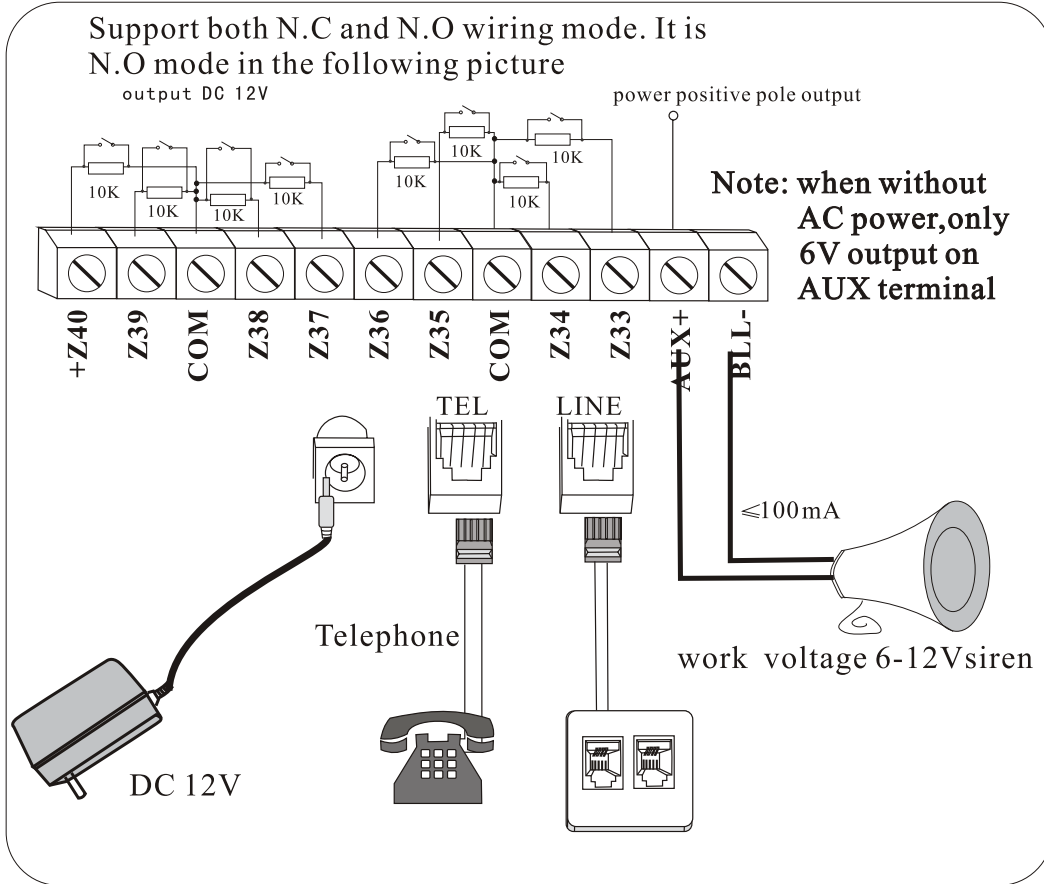 Support both N.C and N.O wiring mode. It is
N.O mode in the following picture
output DC 12V
power positive pole output
10K
10K
10K
10K
10K
10K
10K
10K
Note: when without
AC power,only
6V output on
AUX terminal
+Z40
Z39
COM
Z38
Z37
Z36
Z35
COM
Z34
Z33
AUX+
BLL-
TEL
LINE
≤100mA
Telephone
work voltage 6-12Vsiren
DC 12V